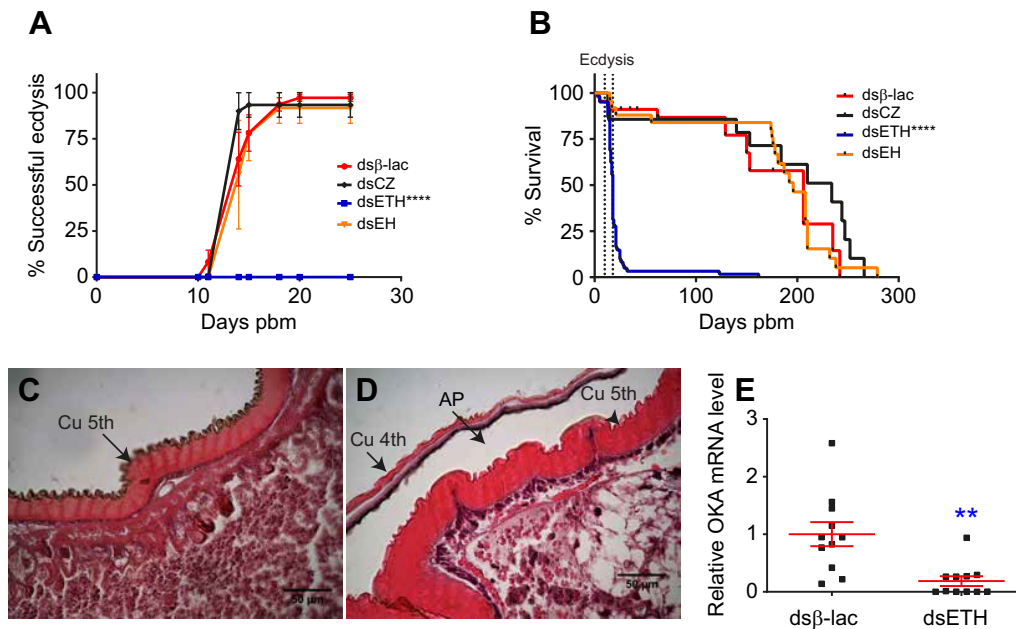 A
% Successful ecdysis
100
75
50
25
0
0
10
20
30
Days pbm
dsβ-lac
dsCZ
dsETH****
dsEH
B
Ecdysis
% Survival
100
75
50
25
0
0
100
200
300
Days pbm
dsβ-lac
dsCZ
dsETH****
dsEH
C
Cu 5th
50 µm
D
AP
Cu 5th
Cu 4th
50 µm
E
Relative OKA mRNA level
3
2
1
0
**
dsβ-lac
dsETH